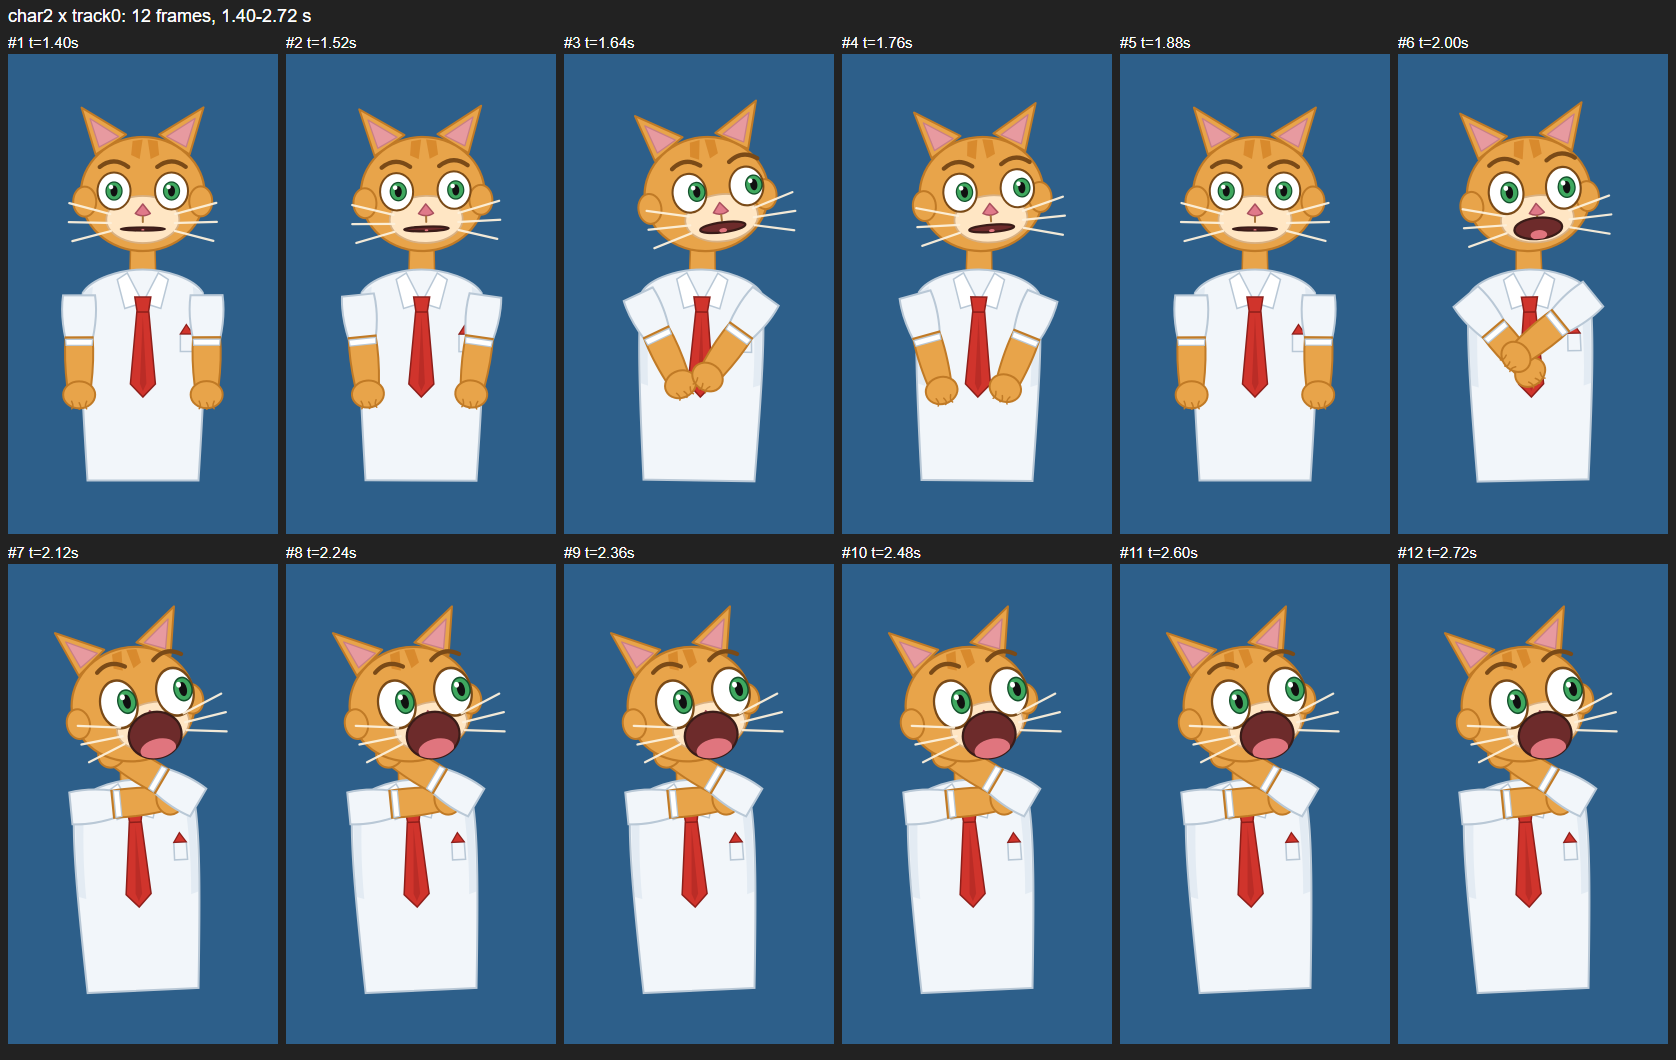 char2 x track0: 12 frames, 1.40-2.72 s
#1 t=1.40s
#2 t=1.52s
#3 t=1.64s
#4 t=1.76s
#5 t=1.88s
#6 t=2.00s
#7 t=2.12s
#8 t=2.24s
#9 t=2.36s
#10 t=2.48s
#11 t=2.60s
#12 t=2.72s